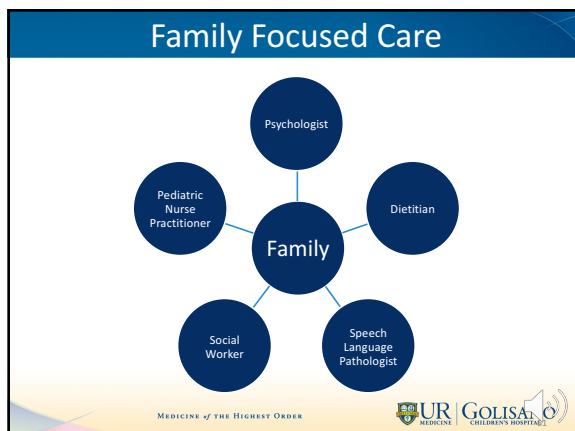 Family Focused Care
Psychologist
Pediatric
Nurse
Practitioner
Dietitian
Family
Social
Worker
Speech
Language
Pathologist
MEDICINE of THE HIGHEST ORDER
UR GOLISANO
MEDICINE CHILDREN'S HOSPITAL